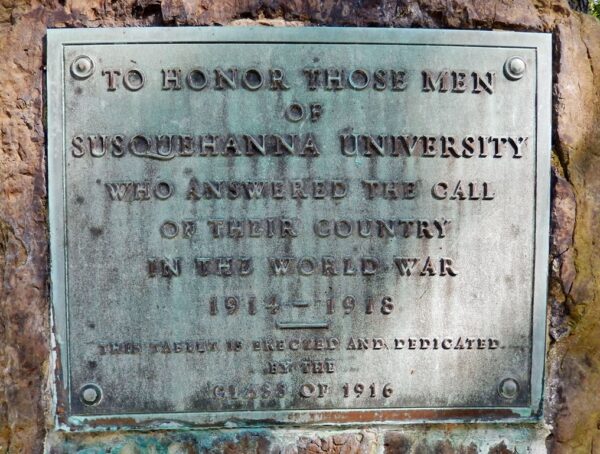 TO HONOR THOSE MEN
OF
SUSQUEHANNA UNIVERSITY
WHO ANSWERED THE CALL
OF THEIR COUNTRY
IN THE WORLD WAR
1914 – 1918
THIS TABLET IS ERECTED AND DEDICATED
BY THE
CLASS OF 1916